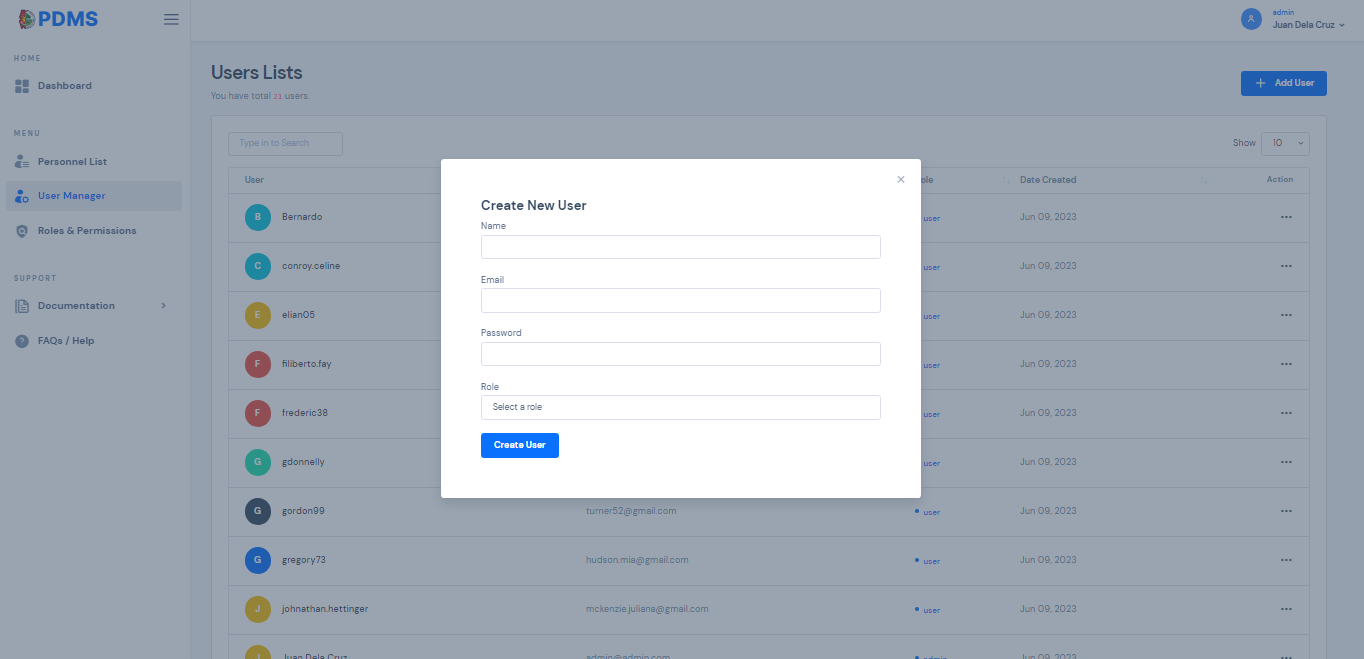 PDMS
admin
Juan Dela Cruz
HOME
Dashboard
MENU
Personnel List
User Manager
Roles & Permissions
SUPPORT
Documentation
FAQs / Help
Users Lists
You have total 21 users.
Add User
Type in to Search
Show 10
User
ole
Date Created
Action
B Bernardo user Jun 09, 2023
C conroy.celine user Jun 09, 2023
E elian05 user Jun 09, 2023
F filiberto.fay user Jun 09, 2023
F frederic38 user Jun 09, 2023
G gdonnelly user Jun 09, 2023
G gordon99 turner52@gmail.com user Jun 09, 2023
G gregory73 hudson.mia@gmail.com user Jun 09, 2023
J johnathan.hettinger mckenzie.juliana@gmail.com user Jun 09, 2023
J Juan Dela Cruz admin@admin.com admin Jun 09, 2023
Create New User
Name
Email
Password
Role
Select a role
Create User